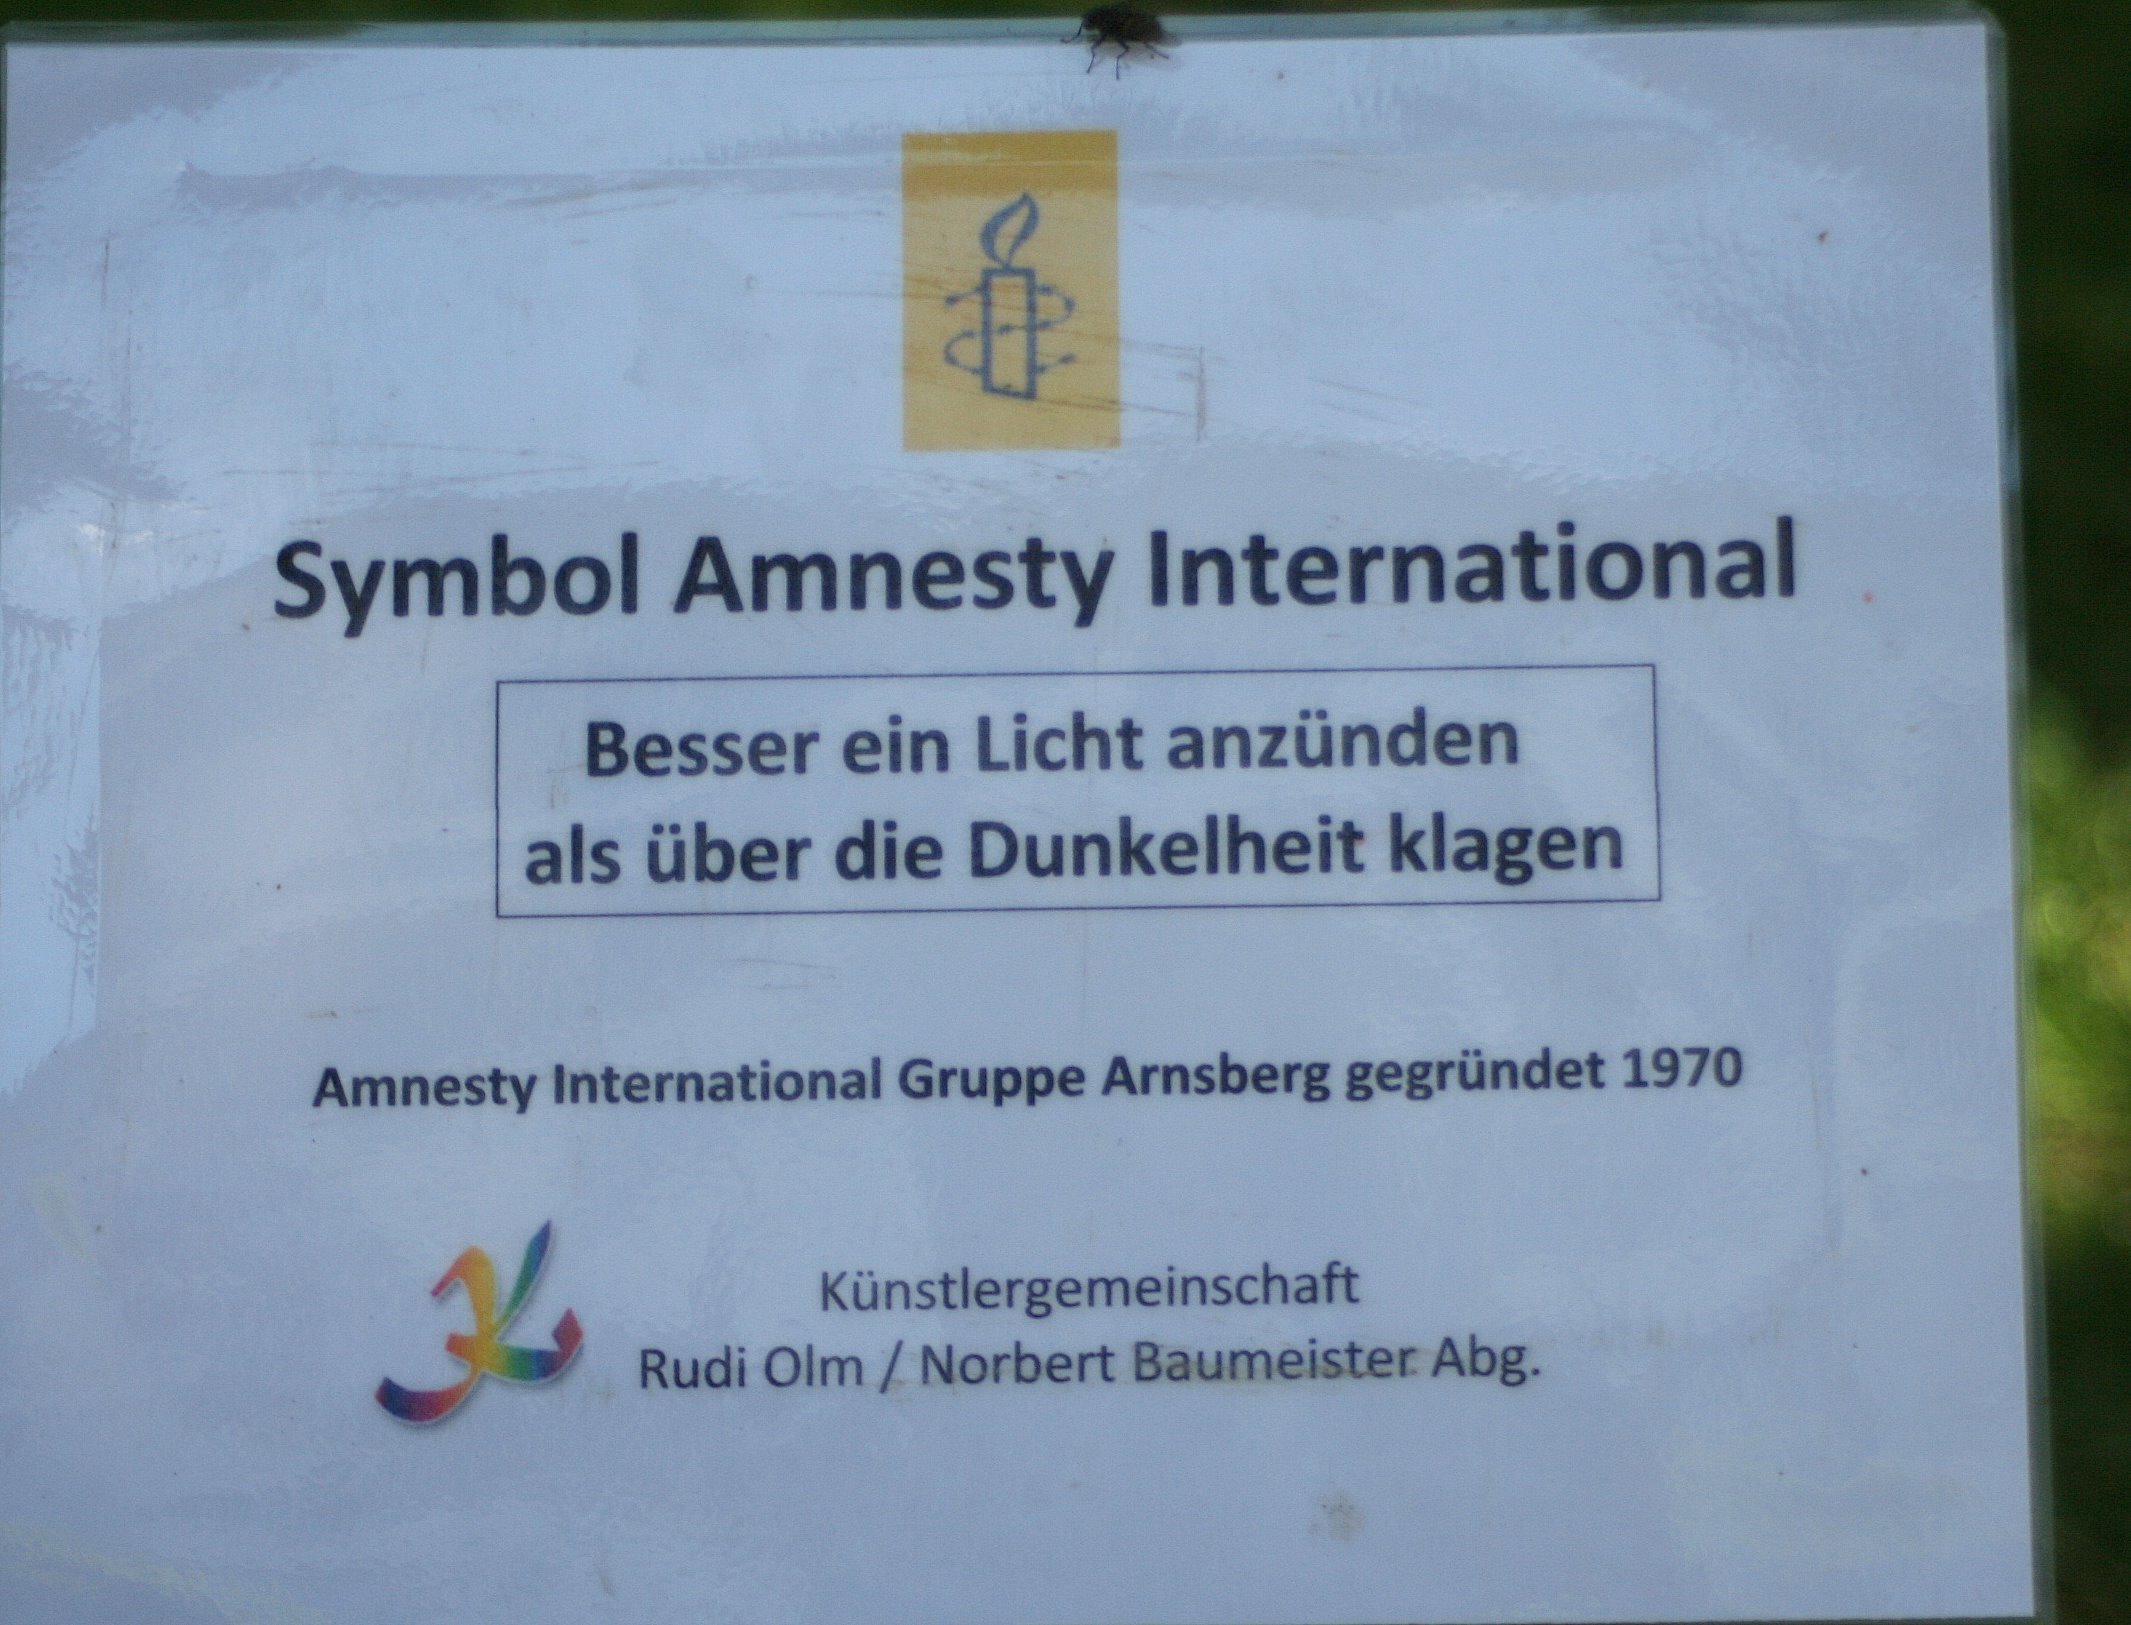 Symbol Amnesty International
Besser ein Licht anzünden
als über die Dunkelheit klagen
Amnesty International Gruppe Arnsberg gegründet 1970
Künstlergemeinschaft
Rudi Olm / Norbert Baumeister Abg.